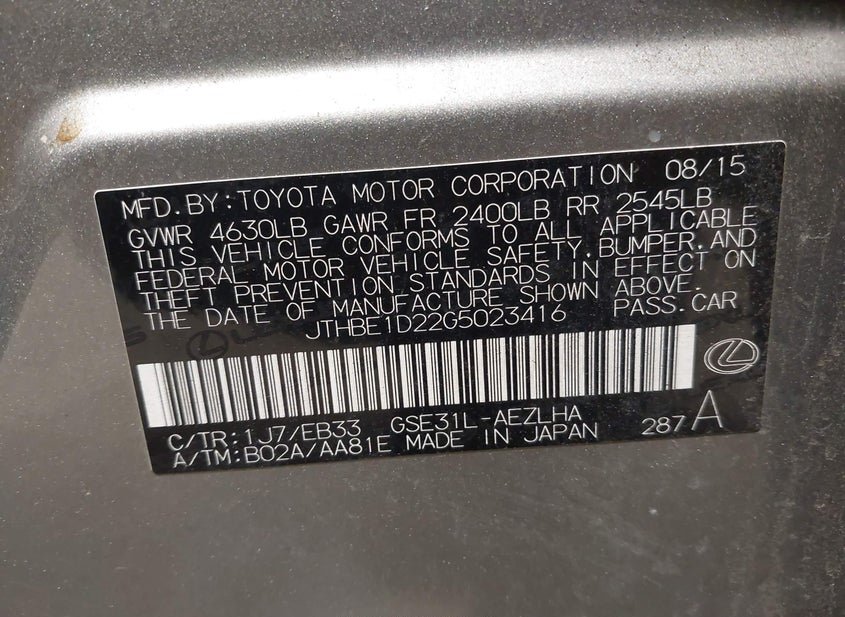 MFD.BY:TOYOTA MOTOR CORPORATION 08/15
GVWR 4630LB GAWR FR 2400LB RR 2545LB
THIS VEHICLE CONFORMS TO ALL APPLICABLE
FEDERAL MOTOR VEHICLE SAFETY,BUMPER,AND
THEFT PREVENTION STANDARDS IN EFFECT ON
THE DATE OF MANUFACTURE SHOWN ABOVE.
JTHBE1D22G5023416 PASS.CAR
C/TR:1J7/EB33 GSE31L-AEZLHA
A/TM:B02A/AA81E MADE IN JAPAN 287 A